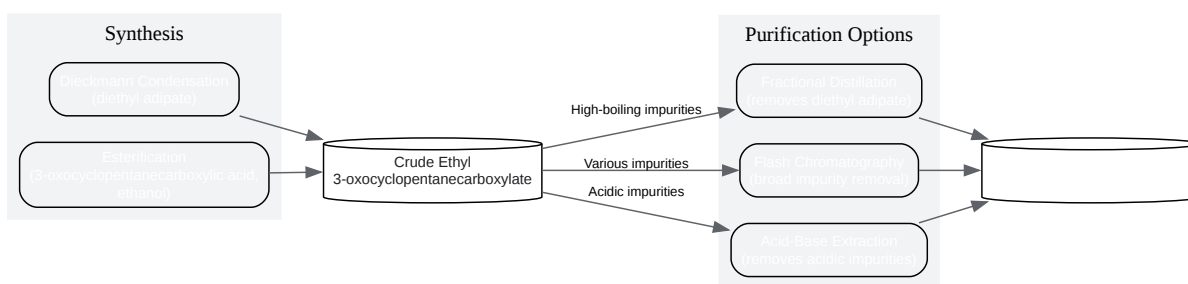 Synthesis
Dieckmann Condensation
(diethyl adipate)
Esterification
(3-oxocyclopentanecarboxylic acid,
ethanol)
Crude Ethyl
3-oxocyclopentanecarboxylate
High-boiling impurities
Various impurities
Acidic impurities
Purification Options
Fractional Distillation
(removes diethyl adipate)
Flash Chromatography
(broad impurity removal)
Acid-Base Extraction
(removes acidic impurities)